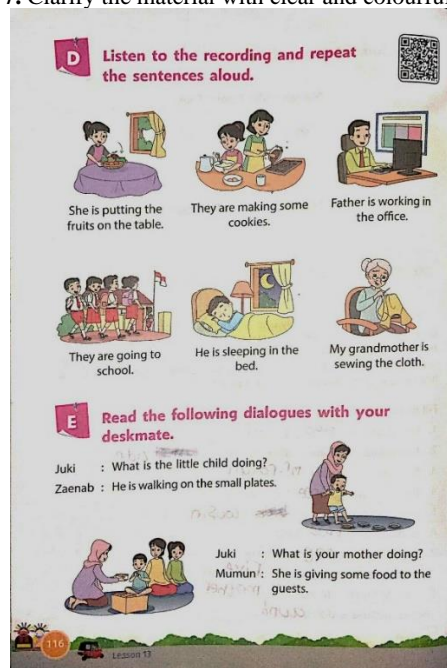 7. Clarify the material with clear and colourful
D Listen to the recording and repeat
the sentences aloud.
She is putting the
fruits on the table.
They are making some
cookies.
Father is working in
the office.
They are going to
school.
He is sleeping in the
bed.
My grandmother is
sewing the cloth.
E Read the following dialogues with your
deskmate.
Juki : What is the little child doing?
Zaenab : He is walking on the small plates.
Juki : What is your mother doing?
Mumun : She is giving some food to the
guests.
116
Lesson 13